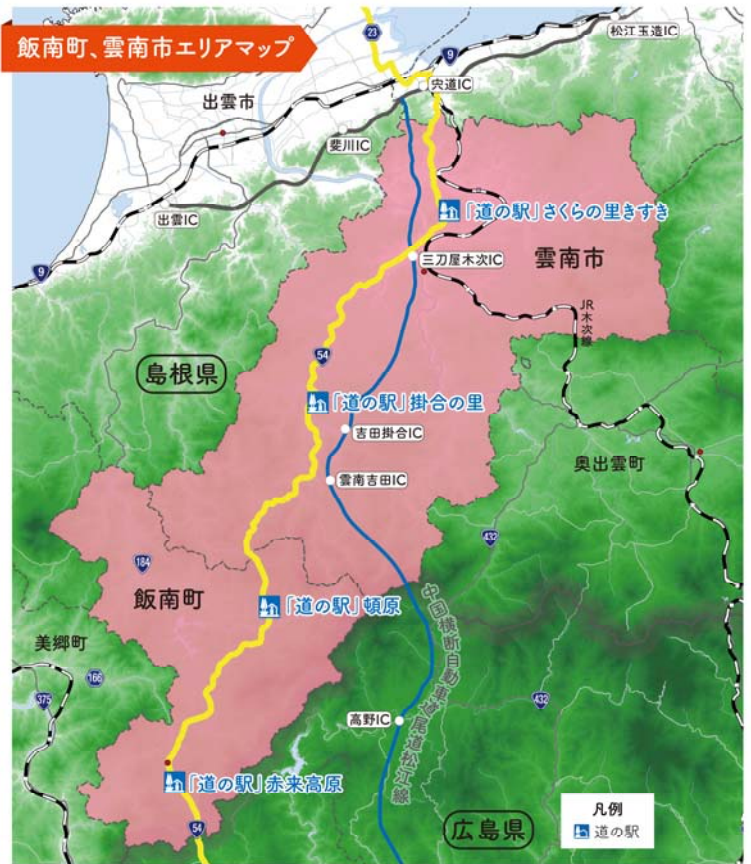 飯南町、雲南市エリアマップ
23
9
松江玉造IC
宍道IC
出雲市
斐川IC
出雲IC
「道の駅」さくらの里きすき
三刀屋木次IC
雲南市
9
JR木次線
54
島根県
「道の駅」掛合の里
吉田掛合IC
奥出雲町
雲南吉田IC
432
184
飯南町
「道の駅」頓原
中国横断自動車道尾道松江線
美郷町
166
375
432
高野IC
「道の駅」赤来高原
凡例
道の駅
54
広島県